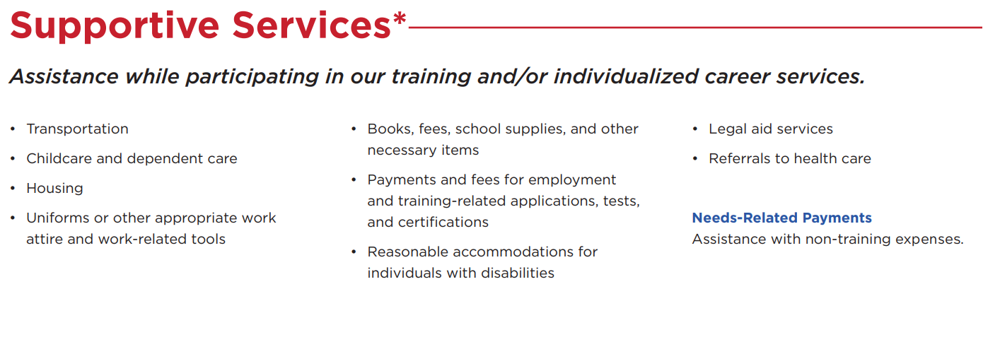 Supportive Services*
Assistance while participating in our training and/or individualized career services.
• Transportation
• Childcare and dependent care
• Housing
• Uniforms or other appropriate work
attire and work-related tools
• Books, fees, school supplies, and other
necessary items
• Payments and fees for employment
and training-related applications, tests,
and certifications
• Reasonable accommodations for
individuals with disabilities
• Legal aid services
• Referrals to health care
Needs-Related Payments
Assistance with non-training expenses.